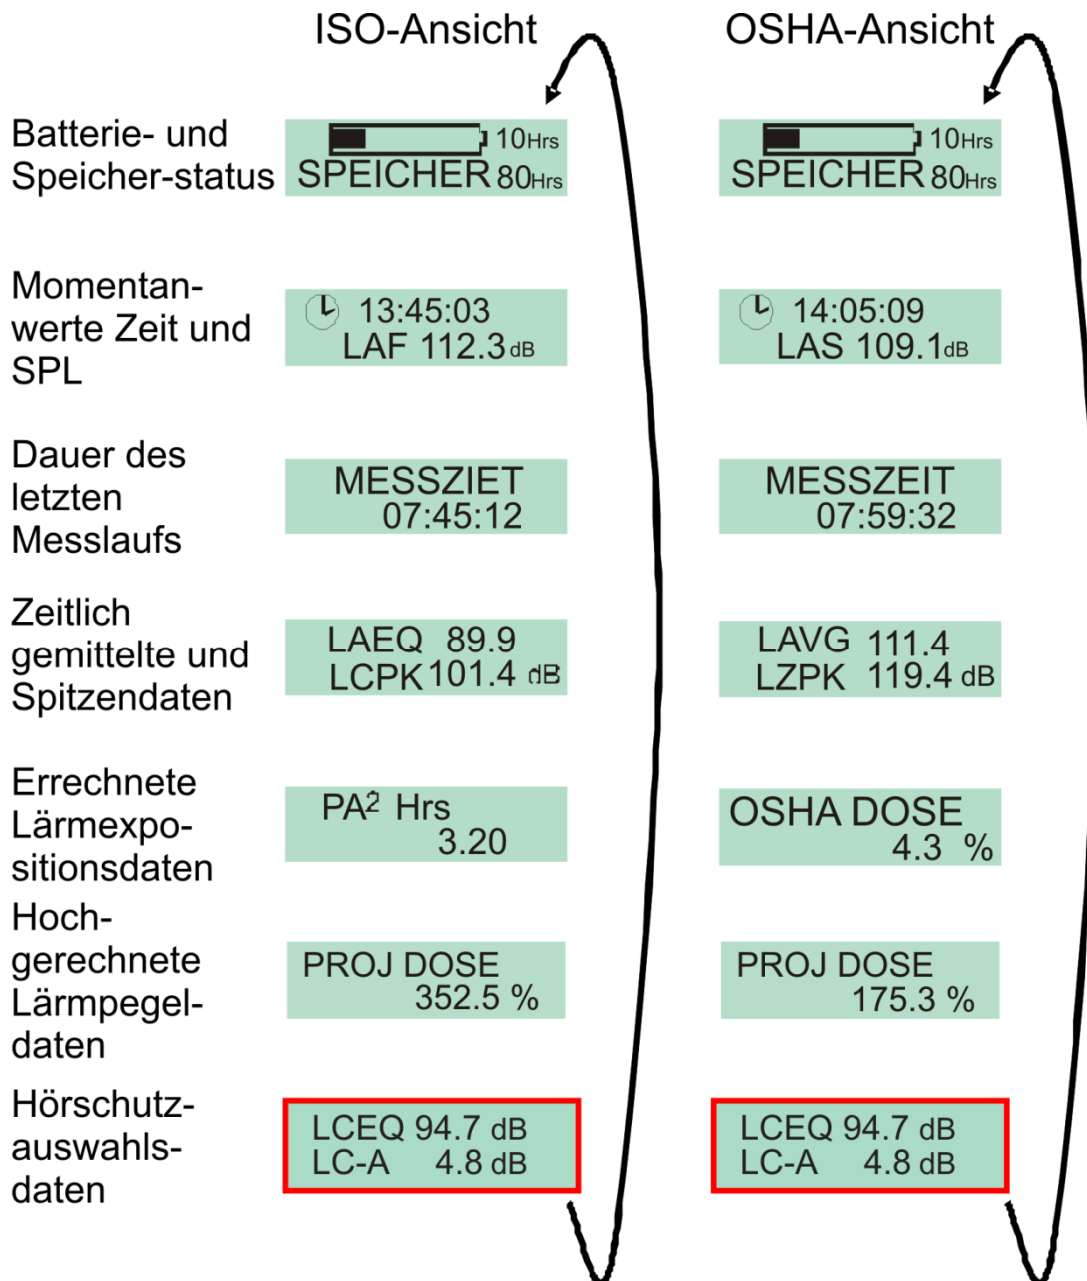 ISO-Ansicht
OSHA-Ansicht
Batterie- und
Speicher-status
10Hrs
SPEICHER 80Hrs
10Hrs
SPEICHER 80Hrs
Momentan-
werte Zeit und
SPL
13:45:03
LAF 112.3 dB
14:05:09
LAS 109.1dB
Dauer des
letzten
Messlaufs
MESSZIET
07:45:12
MESSZEIT
07:59:32
Zeitlich
gemittelte und
Spitzendaten
LAEQ 89.9
LCPK 101.4 dB
LAVG 111.4
LZPK 119.4 dB
Errechnete
Lärmexpo-
sitionsdaten
PA² Hrs
3.20
OSHA DOSE
4.3 %
Hoch-
gerechnete
Lärmpegel-
daten
PROJ DOSE
352.5 %
PROJ DOSE
175.3 %
Hörschutz-
auswahls-
daten
LCEQ 94.7 dB
LC-A 4.8 dB
LCEQ 94.7 dB
LC-A 4.8 dB